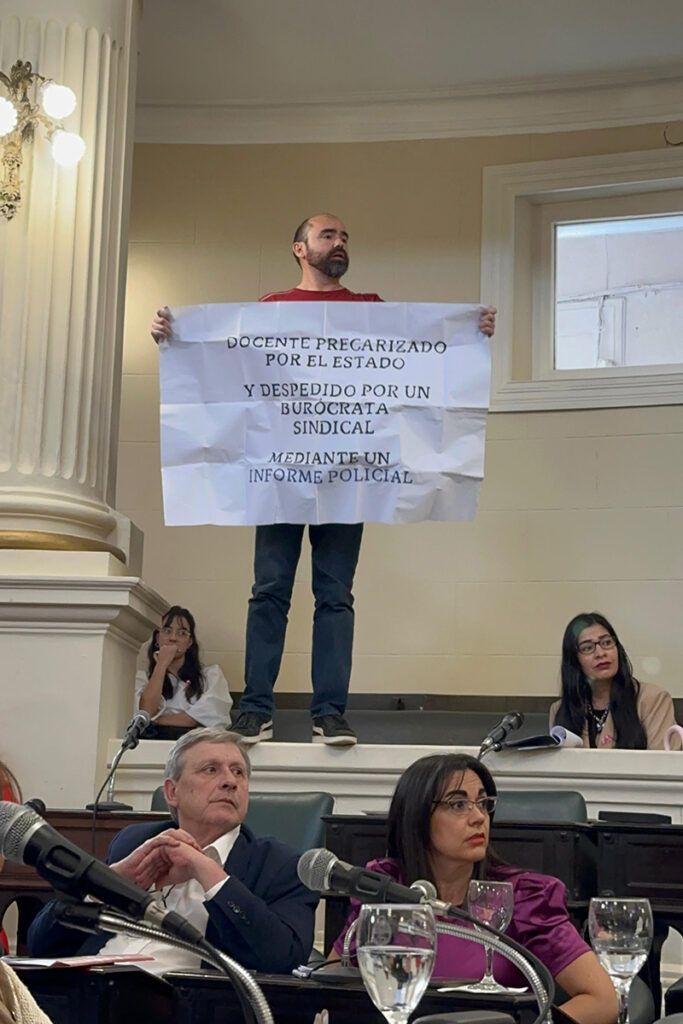 DOCENTE PRECARIZADO
POR EL ESTADO
Y DESPEDIDO POR UN
BURÓCRATA
SINDICAL
MEDIANTE UN
INFORME POLICIAL